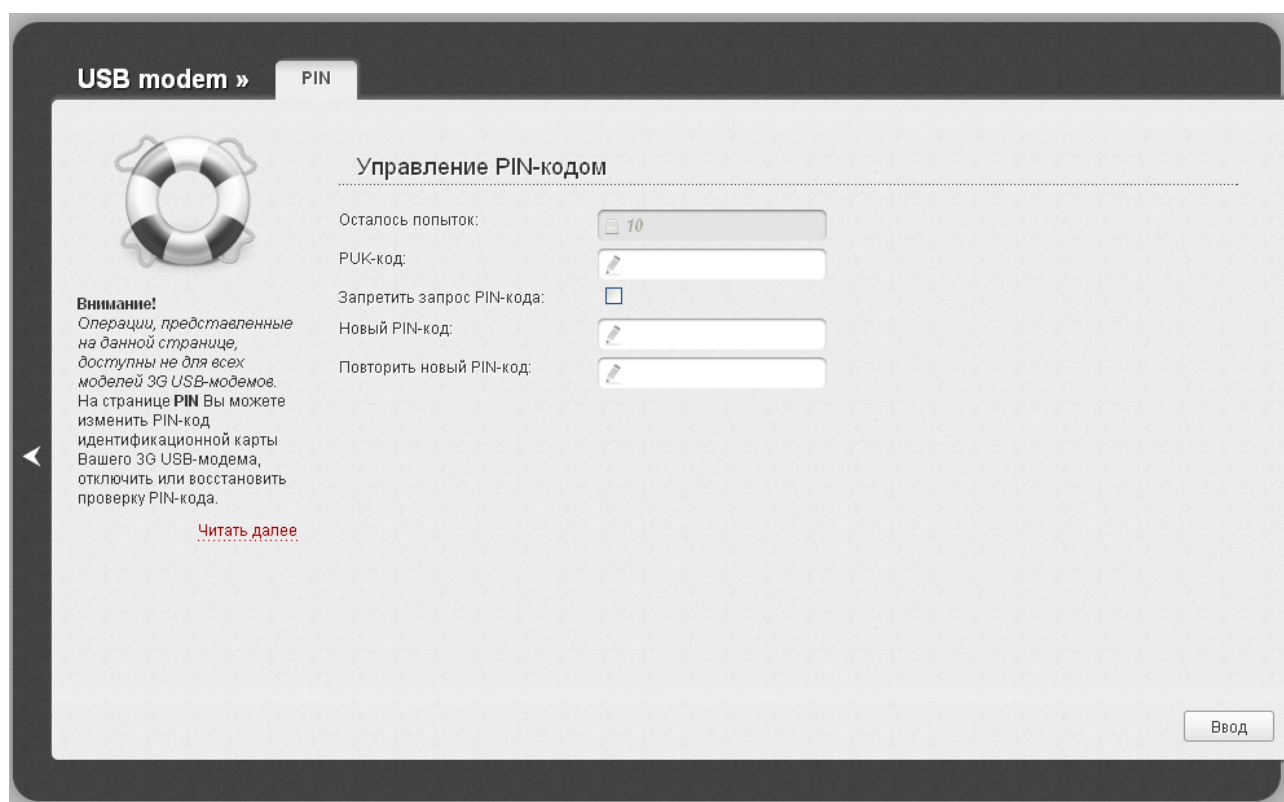 USB modem »
PIN
Управление PIN-кодом
Осталось попыток:
10
PUK-код:
Запретить запрос PIN-кода:
Новый PIN-код:
Повторить новый PIN-код:
Внимание!
Операции, представленные
на данной странице,
доступны не для всех
моделей 3G USB-модемов.
На странице PIN Вы можете
изменить PIN-код
идентификационной карты
Вашего 3G USB-модема,
отключить или восстановить
проверку PIN-кода.
Читать далее
Ввод